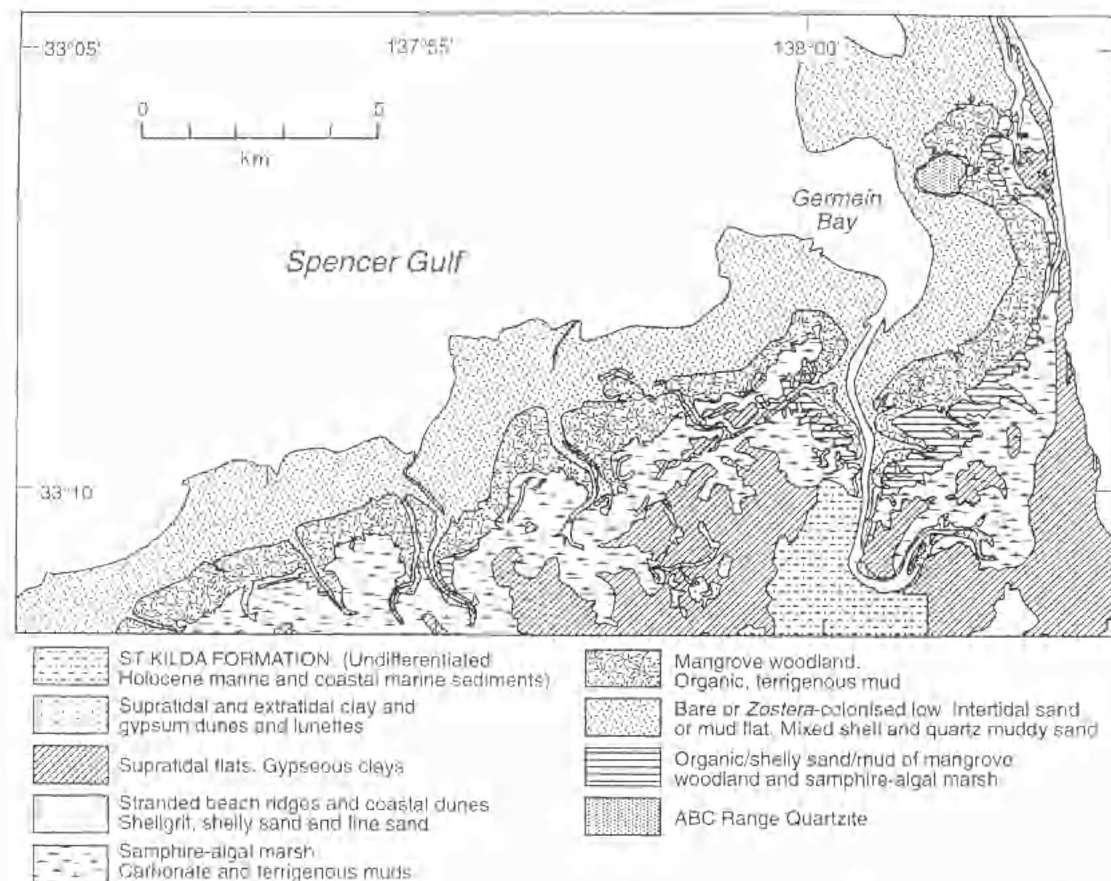 33°05'
137°55'
138°00'
0 5
Km
Germein
Bay
Spencer Gulf
33°10'
ST KILDA FORMATION. (Undifferentiated
Holocene marine and coastal marine sediments)
Supratidal and extratidal clay and
gypsum dunes and lunettes
Supratidal flats. Gypseous clays
Stranded beach ridges and coastal dunes
Shellgrit, shelly sand and fine sand
Samphire-algal marsh
Carbonate and terrigenous muds
Mangrove woodland.
Organic, terrigenous mud
Bare or Zostera-colonised low. Intertidal sand
or mud flat. Mixed shell and quartz muddy sand
Organic/shelly sand/mud of mangrove
woodland and samphire-algal marsh
ABC Range Quartzite